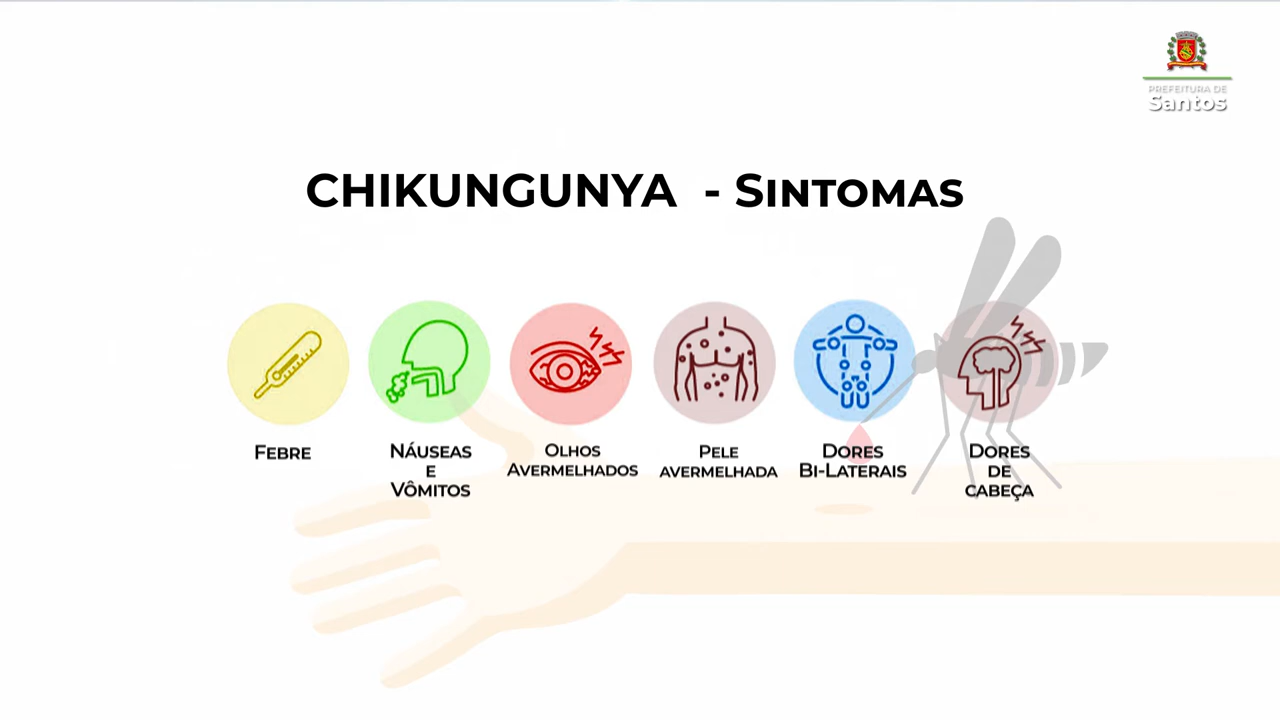 PREFEITURA DE
Santos
CHIKUNGUNYA - SINTOMAS
FEBRE
NÁUSEAS
E
VÔMITOS
OLHOS
AVERMELHADOS
PELE
AVERMELHADA
DORES
BI-LATERAIS
DORES
DE
CABEÇA